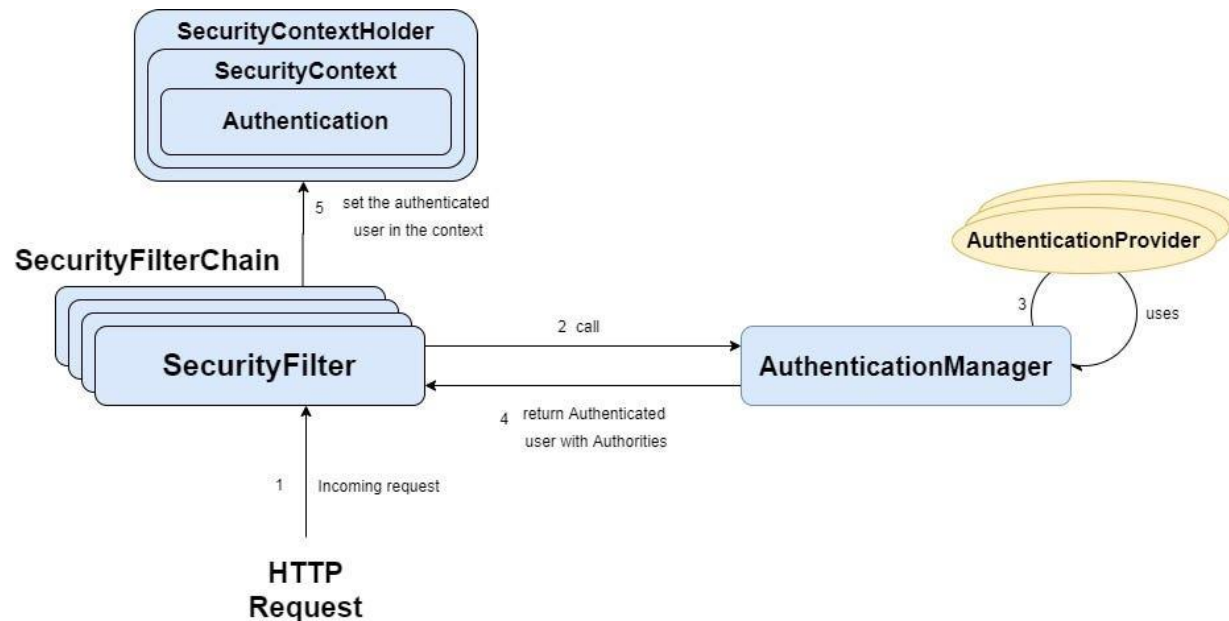 SecurityContextHolder
SecurityContext
Authentication
5 set the authenticated
user in the context
SecurityFilterChain
SecurityFilter
2 call
AuthenticationProvider
3
uses
AuthenticationManager
4 return Authenticated
user with Authorities
1 Incoming request
HTTP
Request